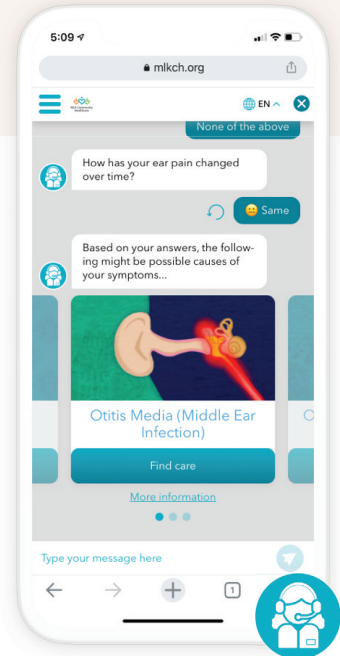 5:09
mlkch.org
EN
None of the above
How has your ear pain changed
over time?
Same
Based on your answers, the follow-
ing might be possible causes of
your symptoms...
Otitis Media (Middle Ear
Infection)
O
Find care
More information
Type your message here
1